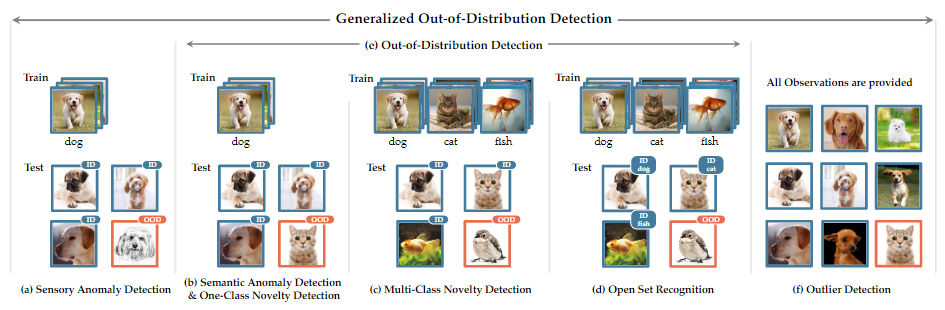 Generalized Out-of-Distribution Detection
(e) Out-of-Distribution Detection
Train
dog
Test
ID
ID
ID
OOD
(a) Sensory Anomaly Detection
Train
dog
Test
ID
ID
ID
OOD
(b) Semantic Anomaly Detection
& One-Class Novelty Detection
Train
dog cat fish
Test
ID
ID
ID
OOD
(c) Multi-Class Novelty Detection
Train
dog cat fish
Test
ID
dog
ID
cat
ID
fish
OOD
(d) Open Set Recognition
All Observations are provided
(f) Outlier Detection